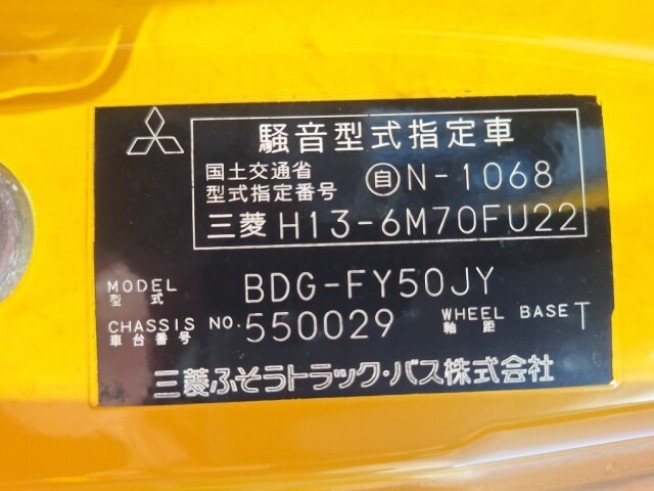 騒音型式指定車
国土交通省
型式指定番号 自N-1068
三菱 H13-6M70FU22
MODEL BDG-FY50JY
型式
CHASSIS NO. 550029 WHEEL BASE T
車台番号 軸距
三菱ふそうトラック・バス株式会社